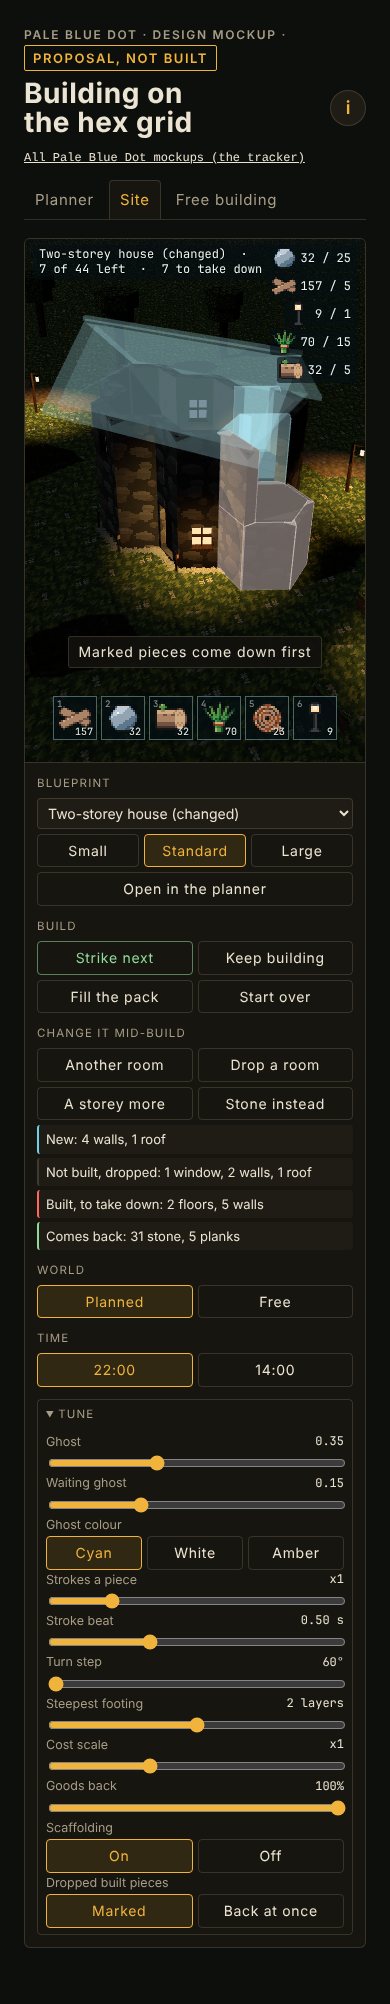 PALE BLUE DOT · DESIGN MOCKUP ·
PROPOSAL, NOT BUILT
Building on
the hex grid
i
All Pale Blue Dot mockups (the tracker)
Planner Site Free building
Two-storey house (changed) ·
7 of 44 left · 7 to take down
32 / 25
157 / 5
9 / 1
70 / 15
32 / 5
Marked pieces come down first
1 2 3 4 5 6
157 32 32 70 23 9
BLUEPRINT
Two-storey house (changed)
Small Standard Large
Open in the planner
BUILD
Strike next Keep building
Fill the pack Start over
CHANGE IT MID-BUILD
Another room Drop a room
A storey more Stone instead
New: 4 walls, 1 roof
Not built, dropped: 1 window, 2 walls, 1 roof
Built, to take down: 2 floors, 5 walls
Comes back: 31 stone, 5 planks
WORLD
Planned Free
TIME
22:00 14:00
▼ TUNE
Ghost 0.35
Waiting ghost 0.15
Ghost colour
Cyan White Amber
Strokes a piece x1
Stroke beat 0.50 s
Turn step 60°
Steepest footing 2 layers
Cost scale x1
Goods back 100%
Scaffolding
On Off
Dropped built pieces
Marked Back at once